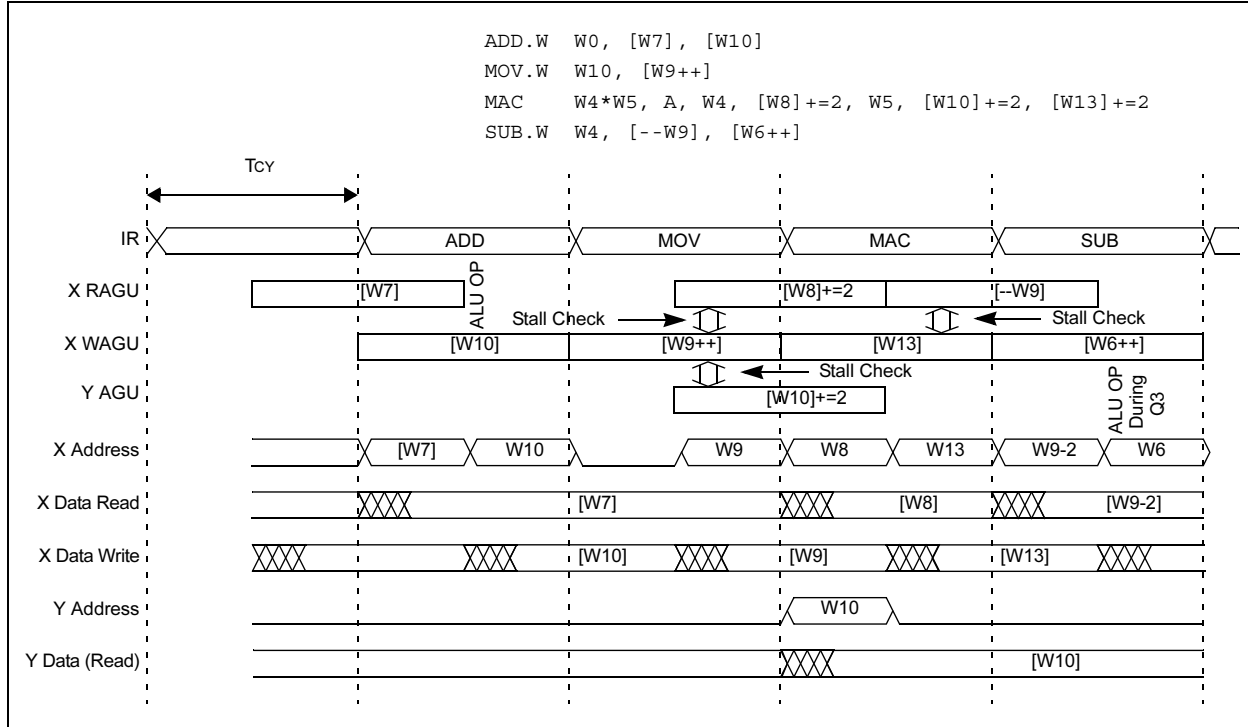 ADD.W W0, [W7], [W10]
MOV.W W10, [W9++]
MAC W4*W5, A, W4, [W8]+=2, W5, [W10]+=2, [W13]+=2
SUB.W W4, [--W9], [W6++]
TCY
IR ADD MOV MAC SUB
X RAGU [W7] ALU OP [W8]+=2 [--W9]
Stall Check Stall Check
X WAGU [W10] [W9++] [W13] [W6++]
Stall Check
Y AGU [W10]+=2 ALU OP During Q3
X Address [W7] W10 W9 W8 W13 W9-2 W6
X Data Read [W7] [W8] [W9-2]
X Data Write [W10] [W9] [W13]
Y Address W10
Y Data (Read) [W10]